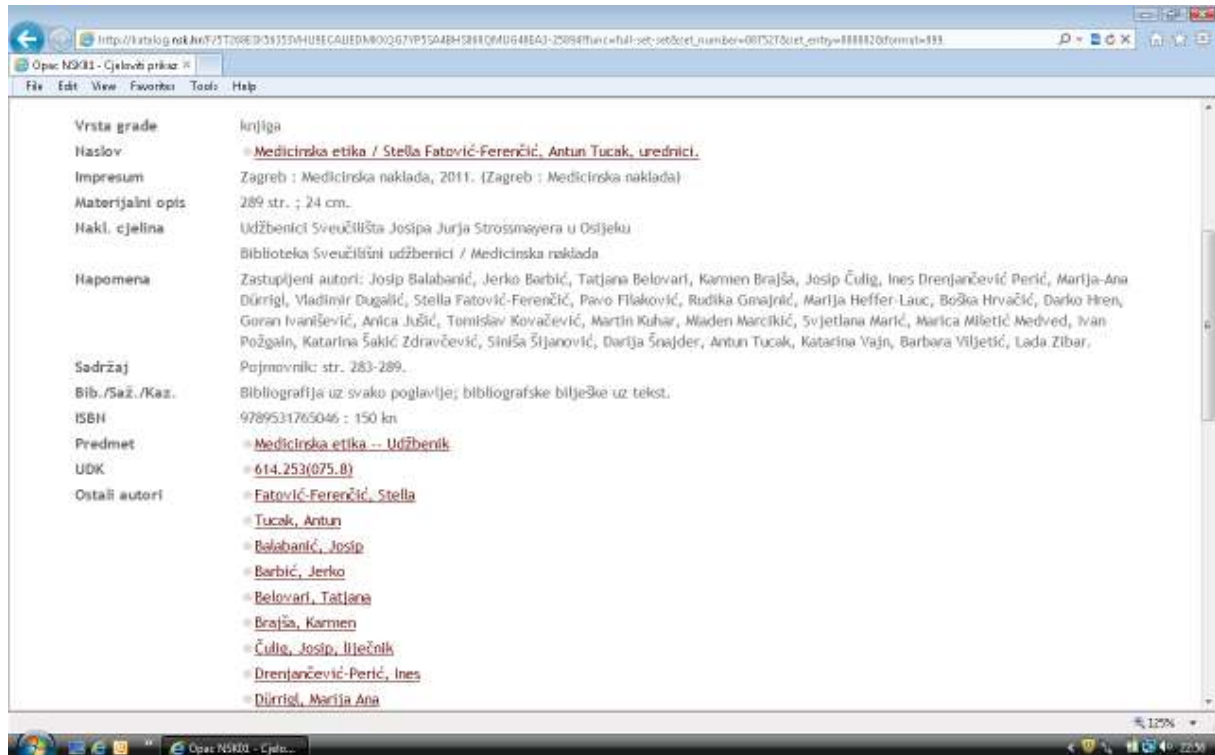 Opac NSK01 - Cjeloviti prikaz
File Edit View Favorites Tools Help
Vrsta građe knjiga
Naslov Medicinska etika / Stella Fatović-Ferenčić, Antun Tucak, urednici.
Impresum Zagreb : Medicinska naklada, 2011. (Zagreb : Medicinska naklada)
Materijalni opis 289 str. ; 24 cm.
Nakl. cjelina Udžbenici Sveučilišta Josipa Jurja Strossmayera u Osijeku
Biblioteka Sveučilišni udžbenici / Medicinska naklada
Napomena Zastupljeni autori: Josip Balabanić, Jerko Barbić, Tatjana Belovari, Karmen Brajša, Josip Čulig, Ines Drenjančević Perić, Marija-Ana
Dürrigl, Vladimir Dugalić, Stella Fatović-Ferenčić, Pavo Filaković, Rudika Gmajnić, Marija Heffer-Lauc, Boška Hrvačić, Darko Hren,
Goran Ivanišević, Anica Jušić, Tomislav Kovačević, Martin Kuhar, Mladen Marcikić, Svjetlana Marić, Marica Miletić Medved, Ivan
Požgain, Katarina Šakić Zdravčević, Siniša Šijanović, Darija Šnajder, Antun Tucak, Katarina Vajn, Barbara Viljetić, Lada Zibar.
Sadržaj Pojmovnik: str. 283-289.
Bib./Saž./Kaz. Bibliografija uz svako poglavlje; bibliografske bilješke uz tekst.
ISBN 9789531765046 : 150 kn
Predmet Medicinska etika -- Udžbenik
UDK 614.253(075.8)
Ostali autori Fatović-Ferenčić, Stella
Tucak, Antun
Balabanić, Josip
Barbić, Jerko
Belovari, Tatjana
Brajša, Karmen
Čulig, Josip, liječnik
Drenjančević-Perić, Ines
Dürrigl, Marija Ana
125%
Opac NSK01 - Cjelo... 22:58